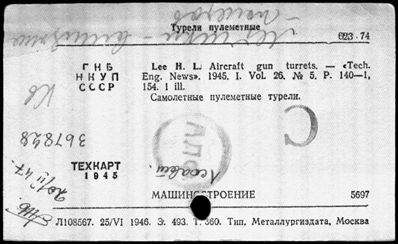 Турели пулеметные
623.74
ГНБ
НКУП
СССР
Lee H. L. Aircraft gun turrets. — «Tech.
Eng. News». 1945. I. Vol. 26. № 5. P. 140—1,
154. 1 ill.
Самолетные пулеметные турели.
367828
ТЕХКАРТ
1945
С
МАШИНОСТРОЕНИЕ
5697
Л108567. 25/VI 1946. Э. 493. Т. 360. Тип. Металлургиздата, Москва